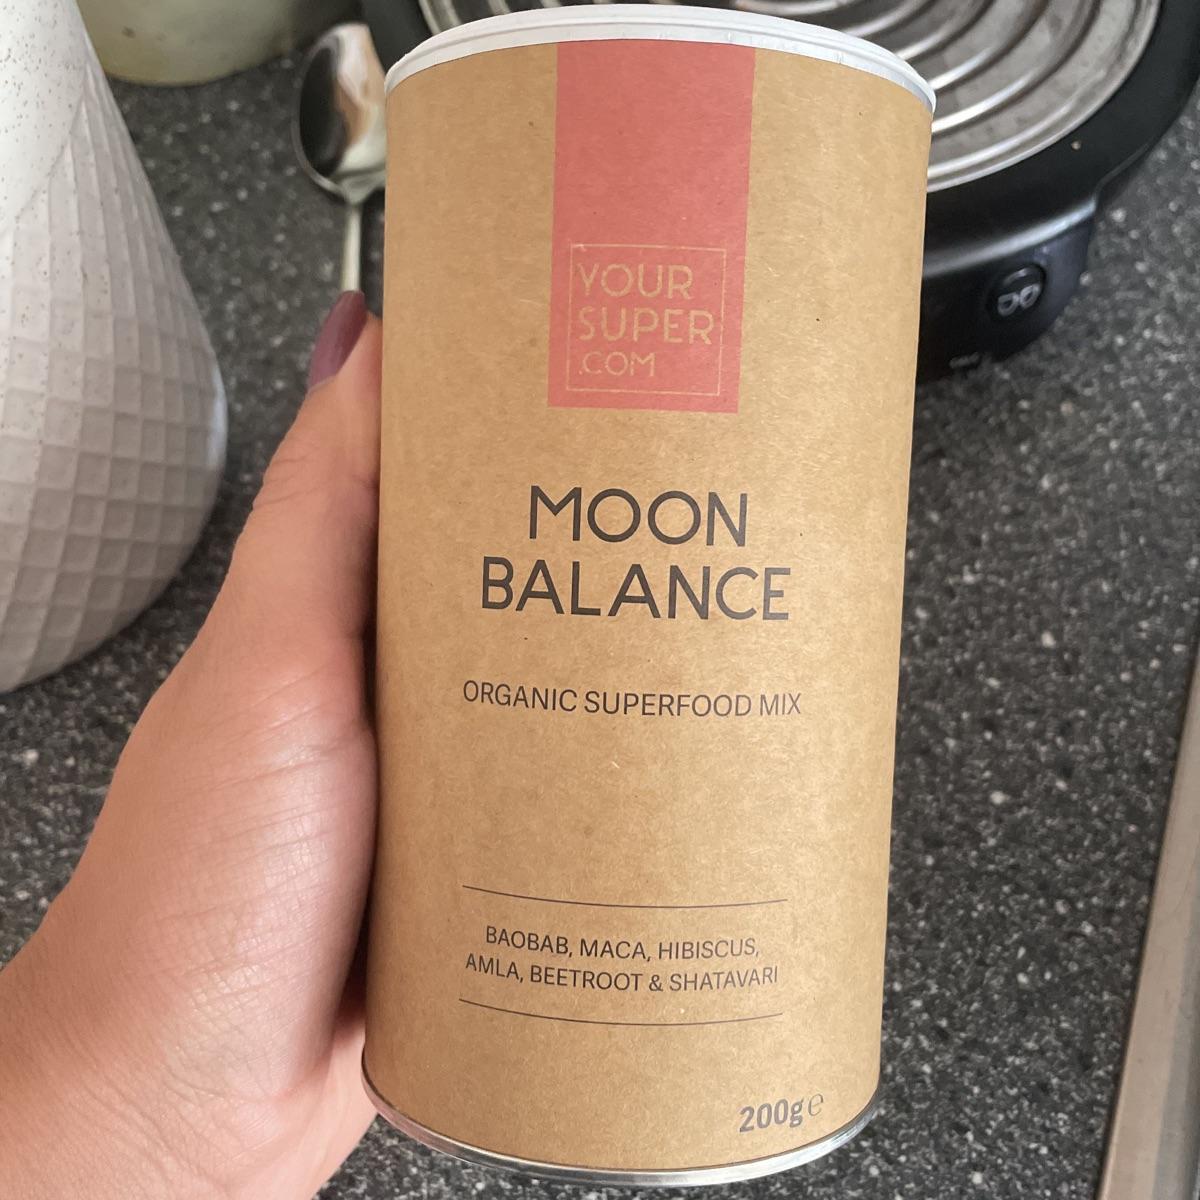 YOUR
SUPER
.COM
MOON
BALANCE
ORGANIC SUPERFOOD MIX
BAOBAB, MACA, HIBISCUS,
AMLA, BEETROOT & SHATAVARI
200g ℮